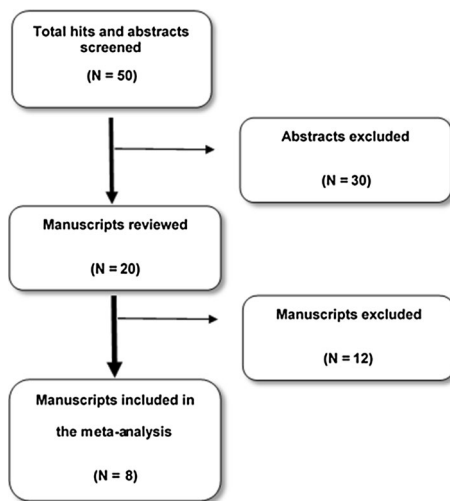 Total hits and abstracts
screened
(N = 50)
Abstracts excluded
(N = 30)
Manuscripts reviewed
(N = 20)
Manuscripts excluded
(N = 12)
Manuscripts included in
the meta-analysis
(N = 8)